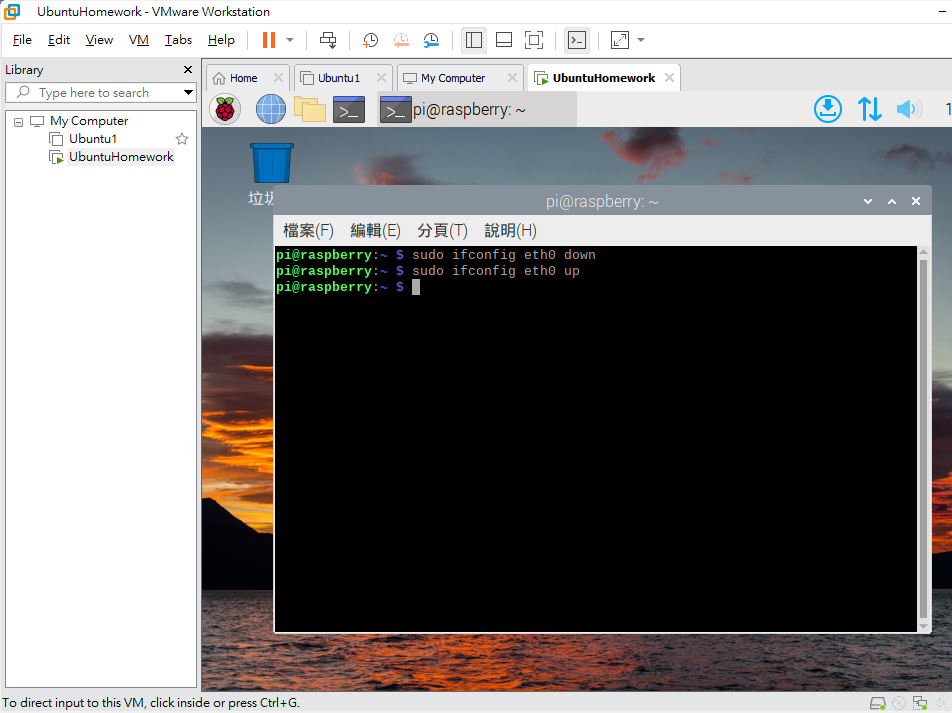 UbuntuHomework - VMware Workstation
File Edit View VM Tabs Help
Library
Type here to search
My Computer
Ubuntu1
UbuntuHomework
Home Ubuntu1 My Computer UbuntuHomework
pi@raspberry: ~
1
垃圾
pi@raspberry: ~
檔案(F) 編輯(E) 分頁(T) 說明(H)
pi@raspberry:~ $ sudo ifconfig eth0 down
pi@raspberry:~ $ sudo ifconfig eth0 up
pi@raspberry:~ $
To direct input to this VM, click inside or press Ctrl+G.